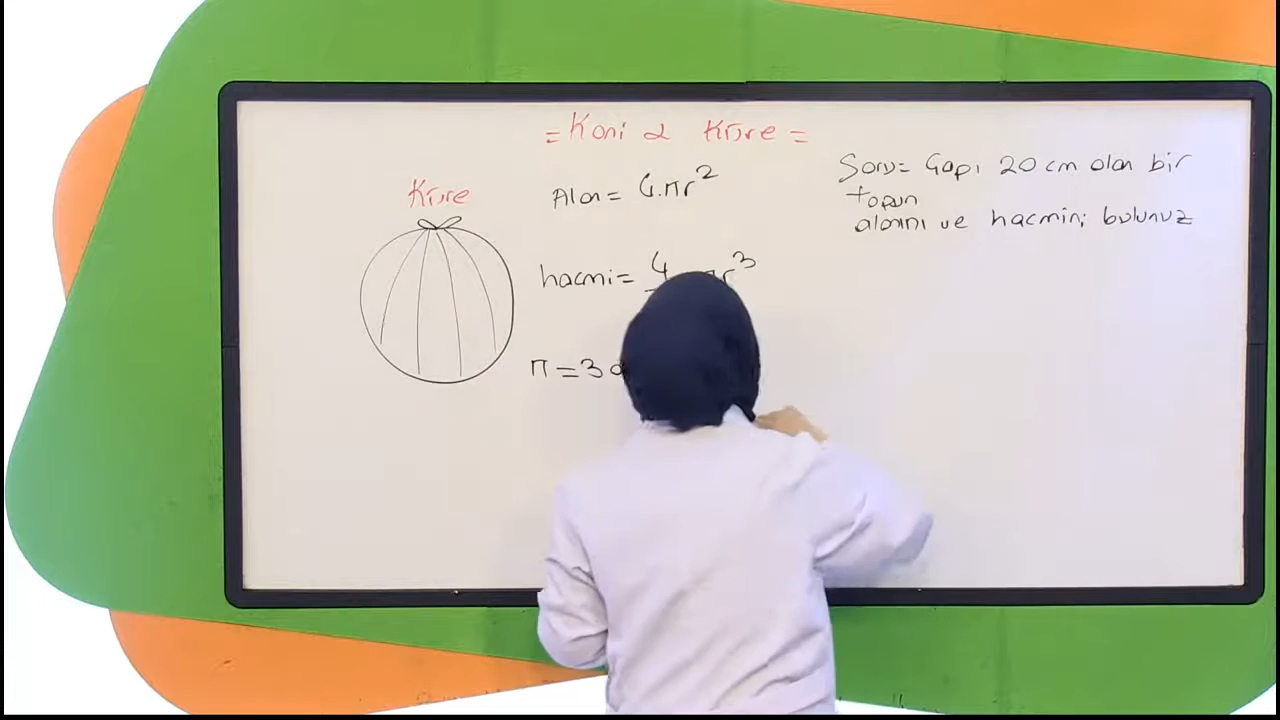 = Koni & Küre =
Küre
Alan = 4.πr²
hacmi = 4 πr³
π = 3
Soru = Çapı 20 cm olan bir
topun
alanını ve hacmini bulunuz